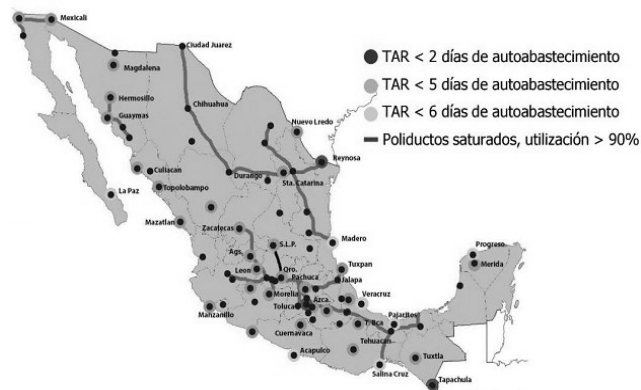 Mexicali
Ciudad Juarez
Magdalena
Hermosillo
Guaymas
Chihuahua
Nuevo Ledro
Reynosa
Culiacan
Topolobampo
Durango
Sta. Catarina
La Paz
Mazatlan
Zacatecas
S.L.P.
Madero
Ags.
Leon
Qro.
Pachuca
Tuxpan
Jalapa
Morelia
Toluca
Azca.
Veracruz
Progreso
Merida
Manzanillo
Cuernavaca
T. Bca
Pajaritos
Tehuacan
Acapulco
Salina Cruz
Tuxtla
Tapachula
TAR < 2 días de autoabastecimiento
TAR < 5 días de autoabastecimiento
TAR < 6 días de autoabastecimiento
Poliductos saturados, utilización > 90%